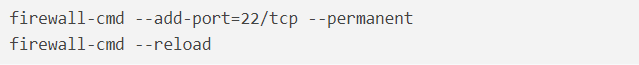 firewall-cmd --add-port=22/tcp --permanent
firewall-cmd --reload